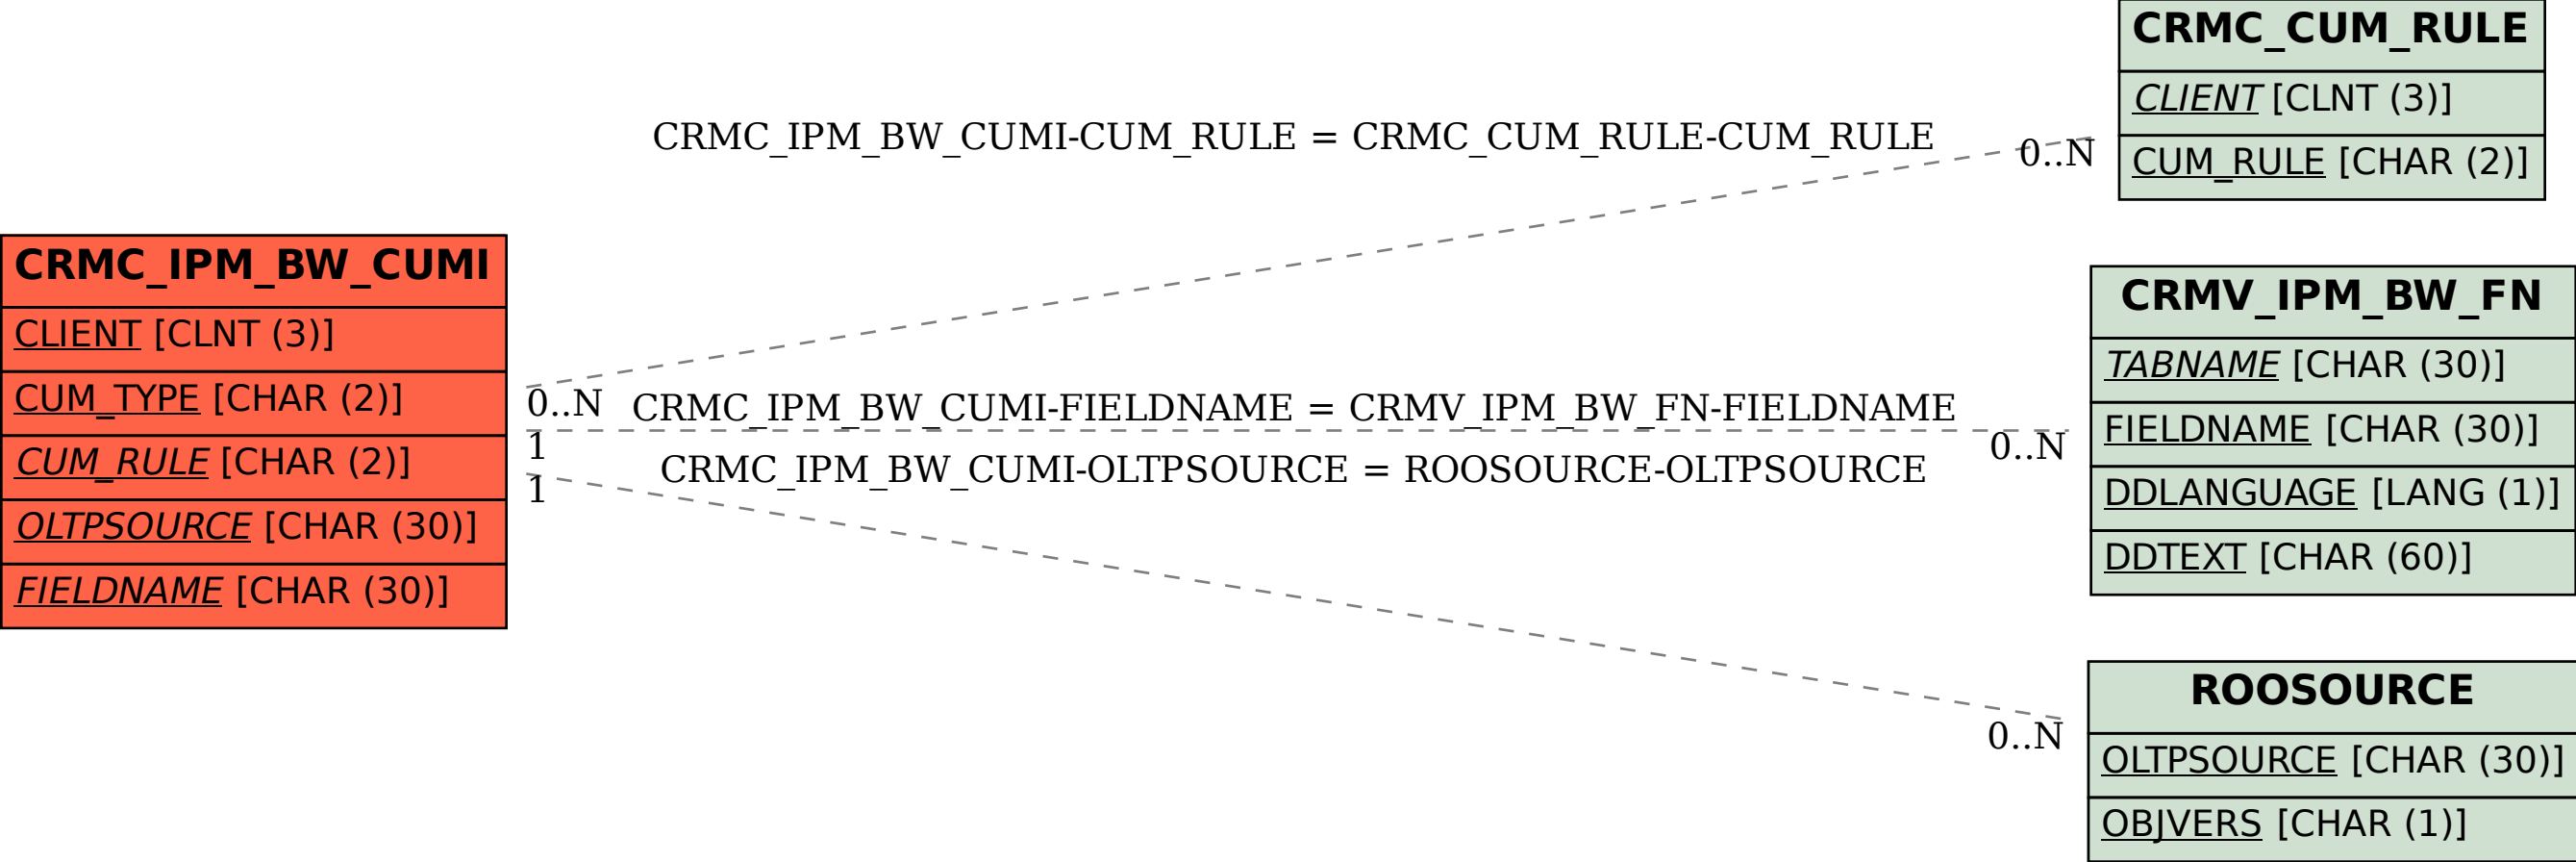 CRMC_IPM_BW_CUMI
CLIENT [CLNT (3)]
CUM_TYPE [CHAR (2)]
CUM_RULE [CHAR (2)]
OLTPSOURCE [CHAR (30)]
FIELDNAME [CHAR (30)]
CRMC_IPM_BW_CUMI-CUM_RULE = CRMC_CUM_RULE-CUM_RULE
0..N
0..N
CRMC_IPM_BW_CUMI-FIELDNAME = CRMV_IPM_BW_FN-FIELDNAME
1
0..N
CRMC_IPM_BW_CUMI-OLTPSOURCE = ROOSOURCE-OLTPSOURCE
1
0..N
CRMC_CUM_RULE
CLIENT [CLNT (3)]
CUM_RULE [CHAR (2)]
CRMV_IPM_BW_FN
TABNAME [CHAR (30)]
FIELDNAME [CHAR (30)]
DDLANGUAGE [LANG (1)]
DDTEXT [CHAR (60)]
ROOSOURCE
OLTPSOURCE [CHAR (30)]
OBJVERS [CHAR (1)]